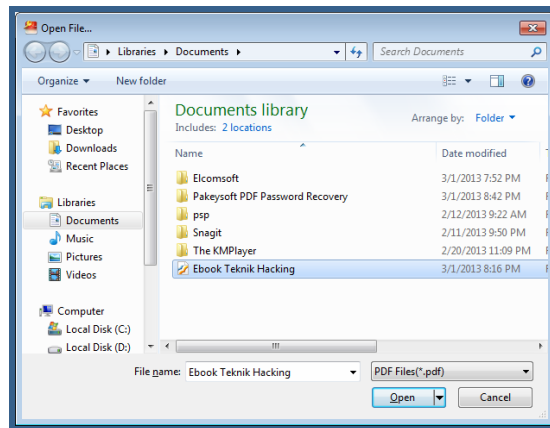 Open File...
Libraries Documents Search Documents
Organize New folder
Favorites
Desktop
Downloads
Recent Places
Libraries
Documents
Music
Pictures
Videos
Computer
Local Disk (C:)
Local Disk (D:)
Documents library
Includes: 2 locations
Arrange by: Folder
Name Date modified
Elcomsoft 3/1/2013 7:52 PM
Pakeysoft PDF Password Recovery 3/1/2013 8:42 PM
psp 2/12/2013 9:22 AM
Snagit 2/11/2013 9:50 PM
The KMPlayer 2/20/2013 11:09 PM
Ebook Teknik Hacking 3/1/2013 8:16 PM
File name: Ebook Teknik Hacking PDF Files(*.pdf)
Open Cancel